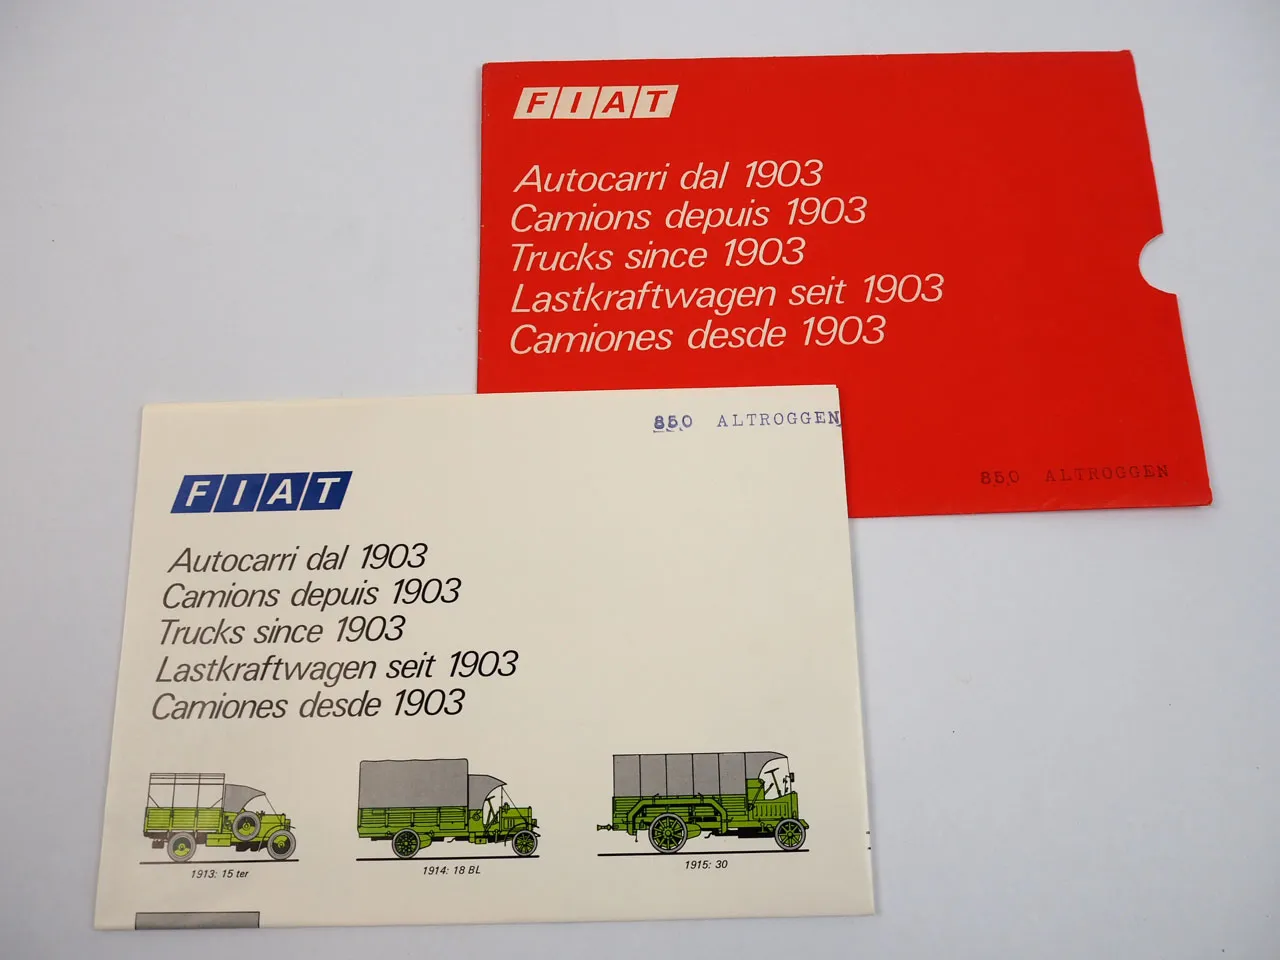 FIAT
Autocarri dal 1903
Camions depuis 1903
Trucks since 1903
Lastkraftwagen seit 1903
Camiones desde 1903
850 ALTROGGEN
850 ALTROGGEN
FIAT
Autocarri dal 1903
Camions depuis 1903
Trucks since 1903
Lastkraftwagen seit 1903
Camiones desde 1903
1913: 15 ter
1914: 18 BL
1915: 30